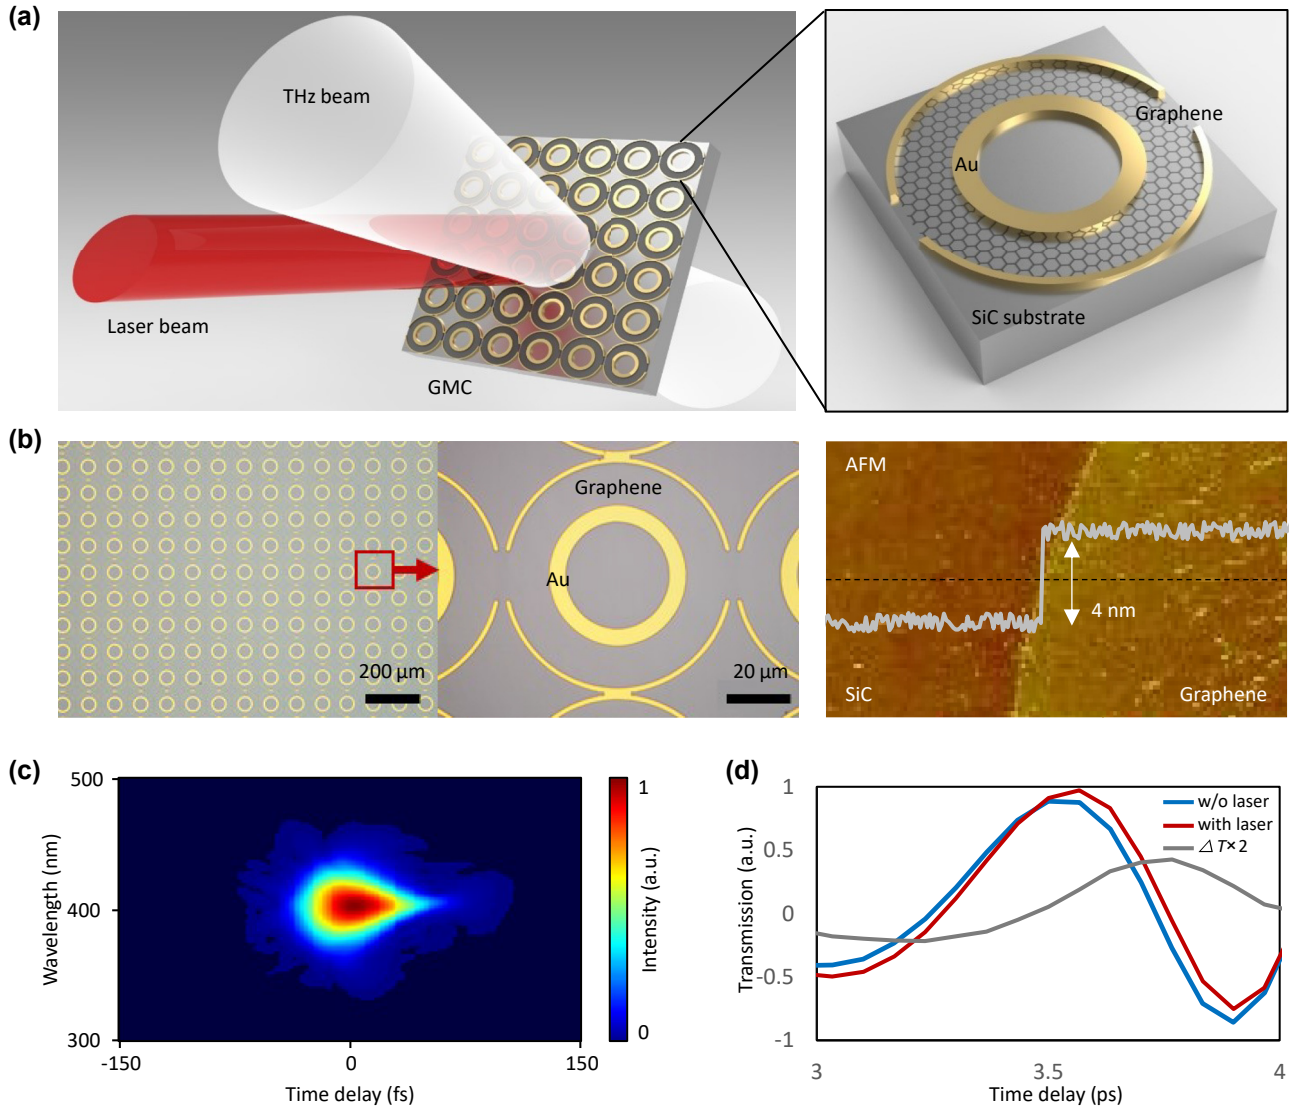 (a)
THz beam
Laser beam
GMC
Graphene
Au
SiC substrate
(b)
Graphene
Au
200 µm
20 µm
AFM
4 nm
SiC
Graphene
(c)
500
400
300
Wavelength (nm)
-150
0
150
Time delay (fs)
1
0
Intensity (a.u.)
(d)
1
0.5
0
-0.5
-1
Transmission (a.u.)
w/o laser
with laser
△ T×2
3
3.5
4
Time delay (ps)